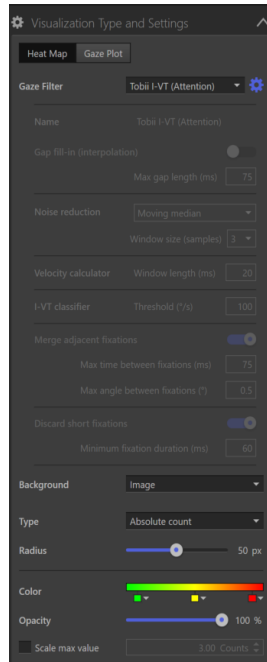 Visualization Type and Settings
Heat Map Gaze Plot
Gaze Filter Tobii I-VT (Attention)
Name Tobii I-VT (Attention)
Gap fill-in (interpolation)
Max gap length (ms) 75
Noise reduction Moving median
Window size (samples) 3
Velocity calculator Window length (ms) 20
I-VT classifier Threshold (°/s) 100
Merge adjacent fixations
Max time between fixations (ms) 75
Max angle between fixations (°) 0.5
Discard short fixations
Minimum fixation duration (ms) 60
Background Image
Type Absolute count
Radius 50 px
Color
Opacity 100 %
Scale max value 3.00 Counts